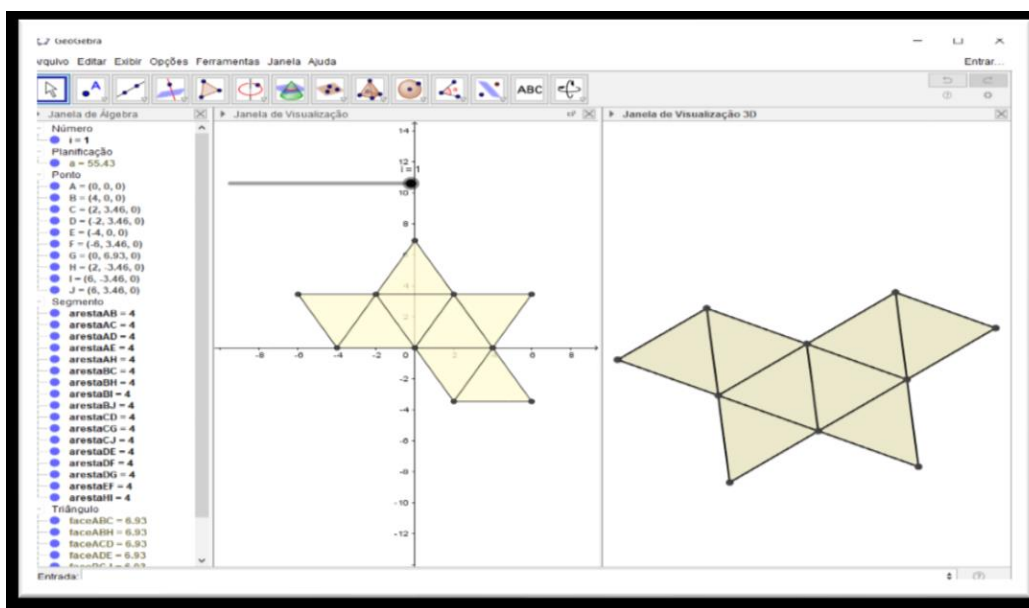 GeoGebra
Arquivo Editar Exibir Opções Ferramentas Janela Ajuda
Entrar...
ABC
Janela de Álgebra
Número
i = 1
Planificação
a = 55.43
Ponto
A = (0, 0, 0)
B = (4, 0, 0)
C = (2, 3.46, 0)
D = (-2, 3.46, 0)
E = (-4, 0, 0)
F = (-6, 3.46, 0)
G = (0, 6.93, 0)
H = (2, -3.46, 0)
I = (6, -3.46, 0)
J = (6, 3.46, 0)
Segmento
arestaAB = 4
arestaAC = 4
arestaAD = 4
arestaAE = 4
arestaAH = 4
arestaBC = 4
arestaBH = 4
arestaBI = 4
arestaBJ = 4
arestaCD = 4
arestaCG = 4
arestaCJ = 4
arestaDE = 4
arestaDF = 4
arestaDG = 4
arestaEF = 4
arestaHI = 4
Triângulo
faceABC = 6.93
faceABH = 6.93
faceACD = 6.93
faceADE = 6.93
faceBCJ = 6.93
Entrada:
Janela de Visualização
14
12
i = 1
10
8
6
4
2
-8 -6 -4 -2 0 2 4 6 8
-2
-4
-6
-8
-10
-12
Janela de Visualização 3D